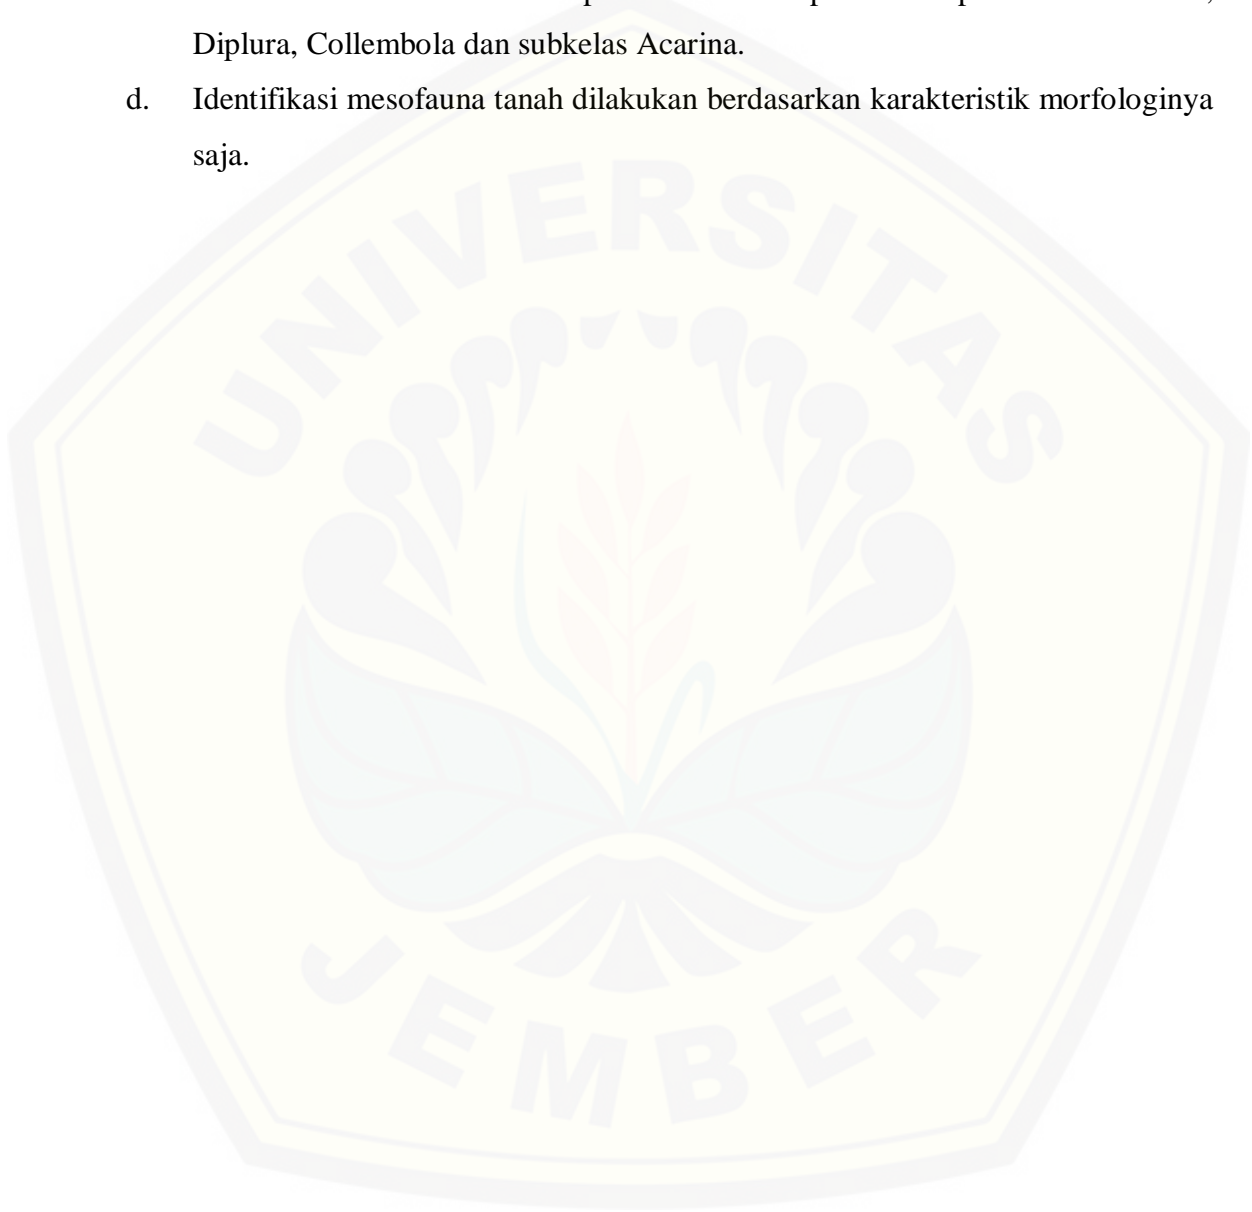 Diplura, Collembola dan subkelas Acarina.
d. Identifikasi mesofauna tanah dilakukan berdasarkan karakteristik morfologinya
saja.
UNIVERSITAS
JEMBER